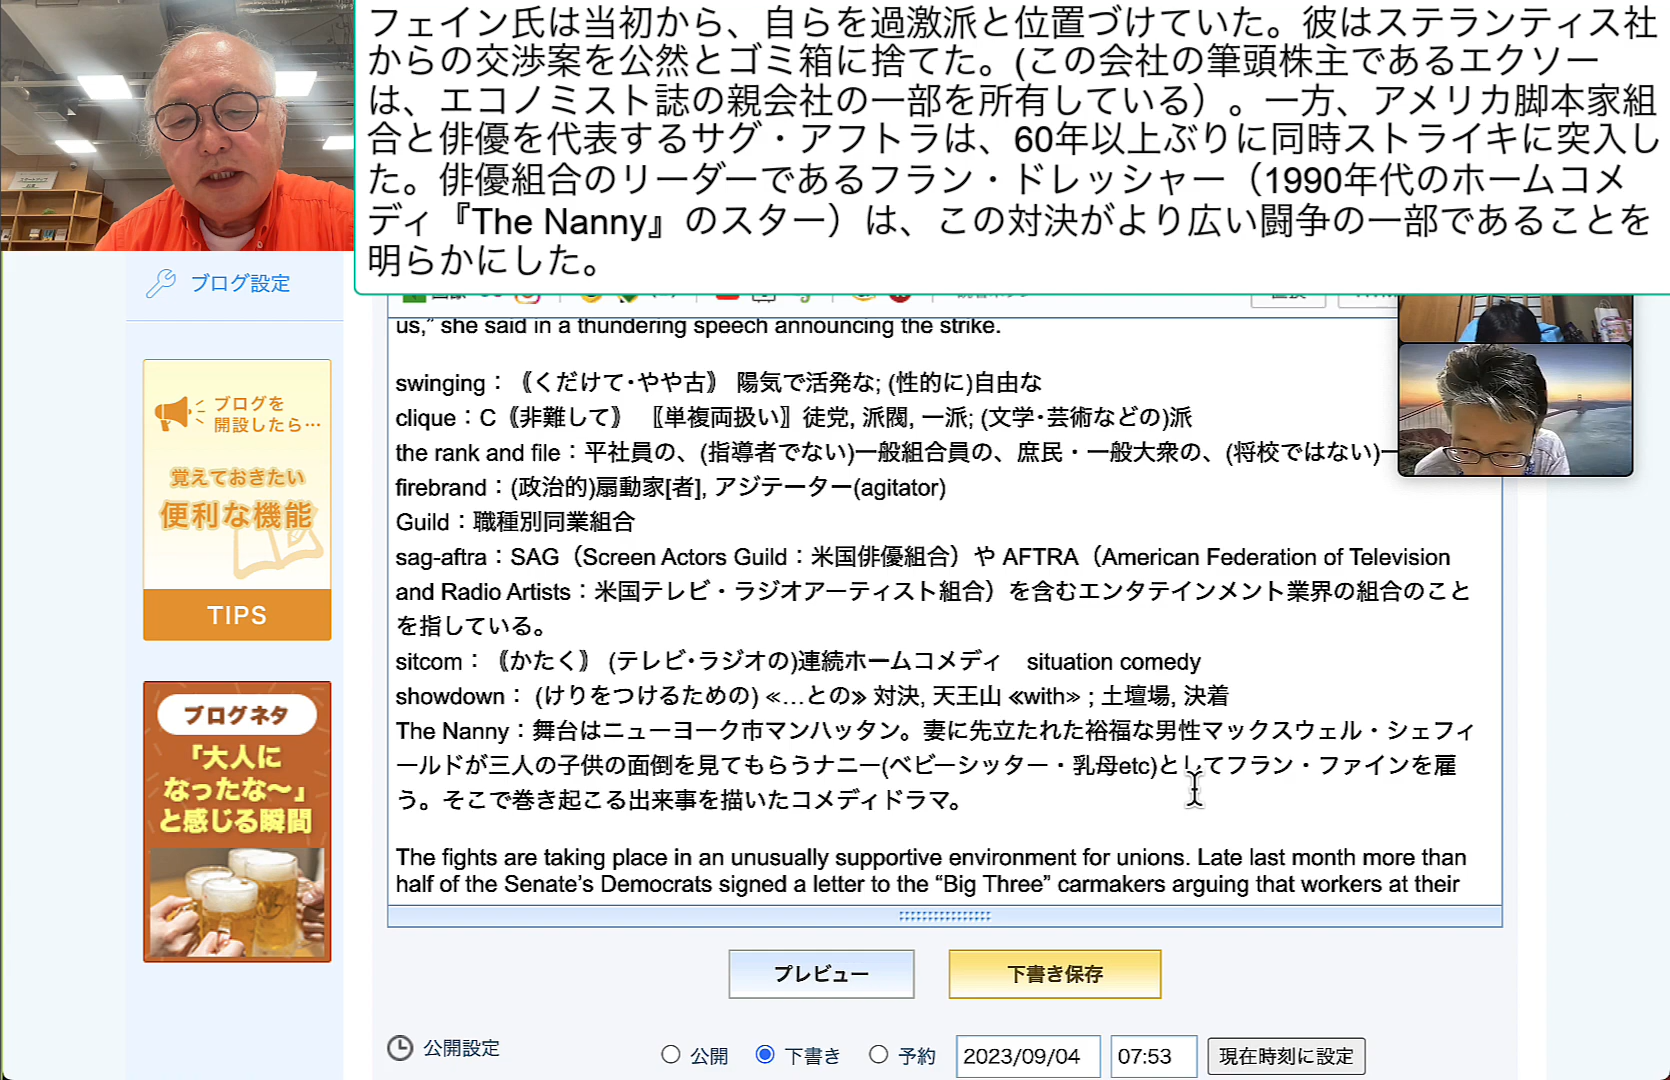 フェイン氏は当初から、自らを過激派と位置づけていた。彼はステランティス社
からの交渉案を公然とゴミ箱に捨てた。(この会社の筆頭株主であるエクソー
は、エコノミスト誌の親会社の一部を所有している）。一方、アメリカ脚本家組
合と俳優を代表するサグ・アフトラは、60年以上ぶりに同時ストライキに突入し
た。俳優組合のリーダーであるフラン・ドレッシャー（1990年代のホームコメ
ディ『The Nanny』のスター）は、この対決がより広い闘争の一部であることを
明らかにした。
ブログ設定
ブログを
開設したら…
覚えておきたい
便利な機能
TIPS
ブログネタ
「大人に
なったな〜」
と感じる瞬間
us,” she said in a thundering speech announcing the strike.
swinging：⦅くだけて･やや古⦆ 陽気で活発な; (性的に)自由な
clique：C⦅非難して⦆ 〖単複両扱い〗徒党, 派閥, 一派; (文学･芸術などの)派
the rank and file：平社員の、(指導者でない)一般組合員の、庶民・一般大衆の、(将校ではない)一
firebrand：(政治的)扇動家[者], アジテーター(agitator)
Guild：職種別同業組合
sag-aftra：SAG（Screen Actors Guild：米国俳優組合）や AFTRA（American Federation of Television
and Radio Artists：米国テレビ・ラジオアーティスト組合）を含むエンタテインメント業界の組合のこと
を指している。
sitcom：⦅かたく⦆ (テレビ･ラジオの)連続ホームコメディ　situation comedy
showdown： (けりをつけるための) ≪…との≫ 対決, 天王山 ≪with≫ ; 土壇場, 決着
The Nanny：舞台はニューヨーク市マンハッタン。妻に先立たれた裕福な男性マックスウェル・シェフィ
ールドが三人の子供の面倒を見てもらうナニー(ベビーシッター・乳母etc)としてフラン・ファインを雇
う。そこで巻き起こる出来事を描いたコメディドラマ。
The fights are taking place in an unusually supportive environment for unions. Late last month more than
half of the Senate’s Democrats signed a letter to the “Big Three” carmakers arguing that workers at their
プレビュー
下書き保存
公開設定
公開
下書き
予約
2023/09/04
07:53
現在時刻に設定